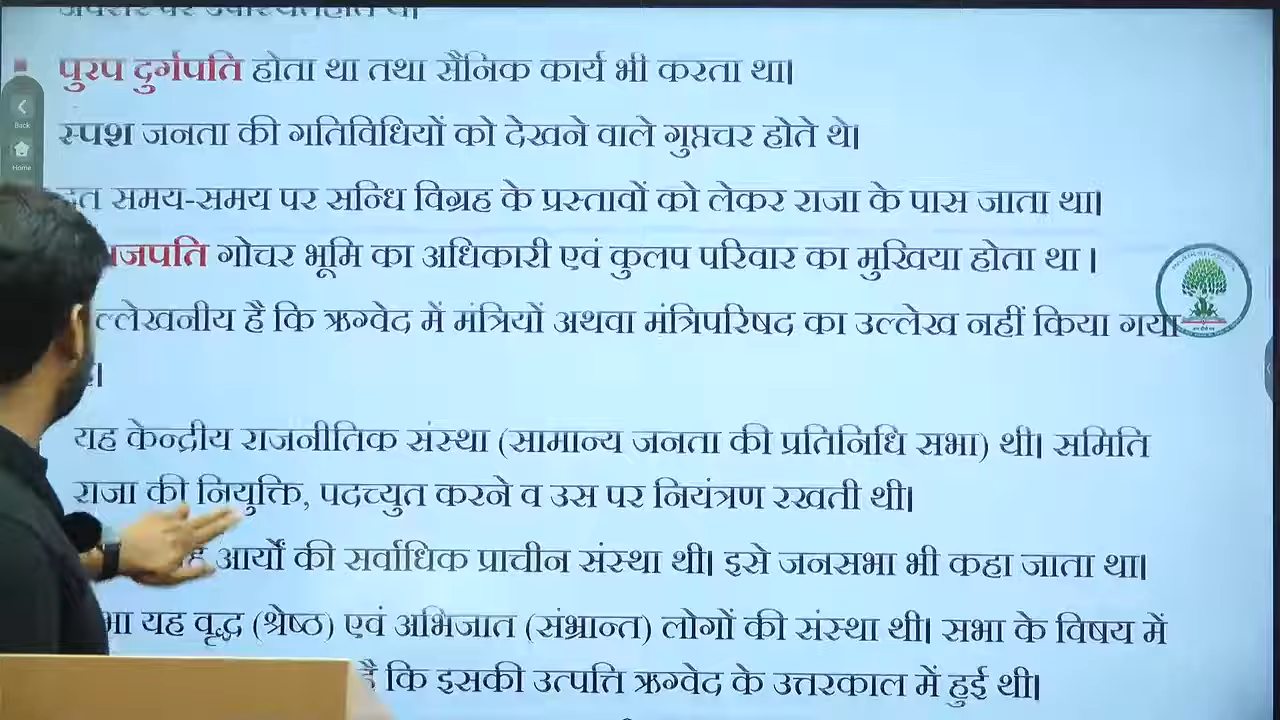 पुरप दुर्गपति होता था तथा सैनिक कार्य भी करता था।
Back
स्पश जनता की गतिविधियों को देखने वाले गुप्तचर होते थे।
Home
समय-समय पर सन्धि विग्रह के प्रस्तावों को लेकर राजा के पास जाता था।
गोचर भूमि का अधिकारी एवं कुलप परिवार का मुखिया होता था ।
है कि ऋग्वेद में मंत्रियों अथवा मंत्रिपरिषद का उल्लेख नहीं किया गया
यह केन्द्रीय राजनीतिक संस्था (सामान्य जनता की प्रतिनिधि सभा) थी। समिति
राजा की नियुक्ति, पदच्युत करने व उस पर नियंत्रण रखती थी।
आर्यों की सर्वाधिक प्राचीन संस्था थी। इसे जनसभा भी कहा जाता था।
यह वृद्ध (श्रेष्ठ) एवं अभिजात (संभ्रान्त) लोगों की संस्था थी। सभा के विषय में
है कि इसकी उत्पत्ति ऋग्वेद के उत्तरकाल में हुई थी।